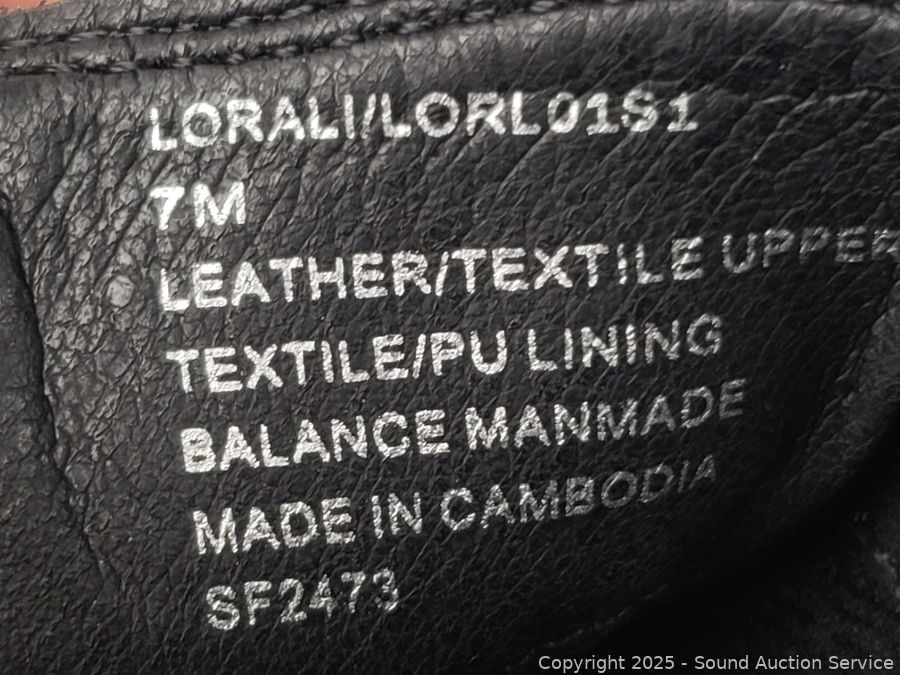 LORALI/LORL01S1
7M
LEATHER/TEXTILE UPPER
TEXTILE/PU LINING
BALANCE MANMADE
MADE IN CAMBODIA
SF2473
Copyright 2025 - Sound Auction Service